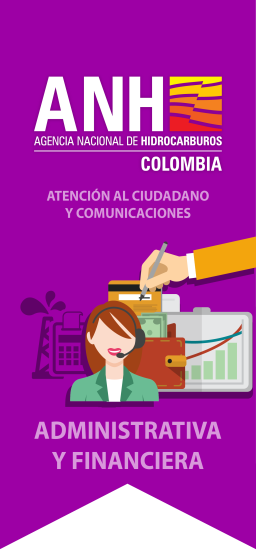 ANH
AGENCIA NACIONAL DE HIDROCARBUROS
COLOMBIA
ATENCIÓN AL CIUDADANO
Y COMUNICACIONES
ADMINISTRATIVA
Y FINANCIERA